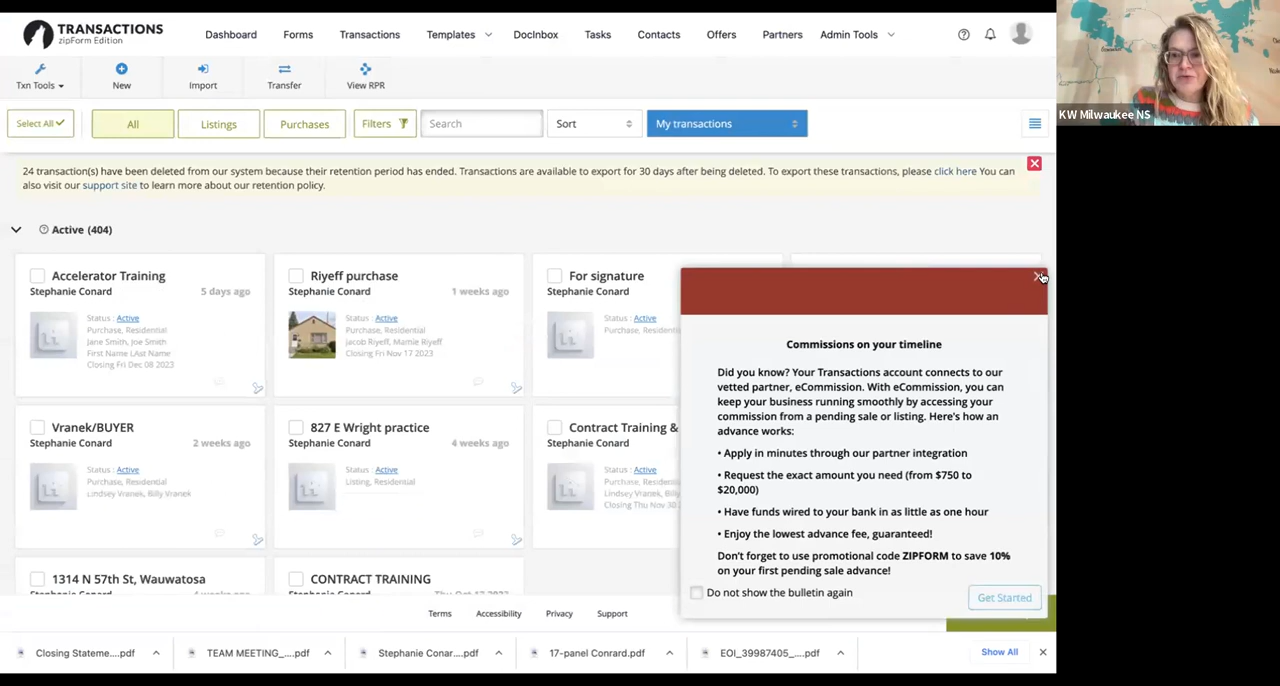 TRANSACTIONS
zipForm Edition
Dashboard
Forms
Transactions
Templates
DocInbox
Tasks
Contacts
Offers
Partners
Admin Tools
Txn Tools
New
Import
Transfer
View RPR
Select All
All
Listings
Purchases
Filters
Search
Sort
My transactions
KW Milwaukee NS
24 transaction(s) have been deleted from our system because their retention period has ended. Transactions are available to export for 30 days after being deleted. To export these transactions, please click here You can
also visit our support site to learn more about our retention policy.
Active (404)
Accelerator Training
Stephanie Conard
5 days ago
Status : Active
Purchase, Residential
Jane Smith, Joe Smith
First Name LAst Name
Closing Fri Dec 08 2023
Riyeff purchase
Stephanie Conard
1 weeks ago
Status : Active
Purchase, Residential
Jacob Riyeff, Mamie Riyeff
Closing Fri Nov 17 2023
For signature
Stephanie Conard
Status : Active
Purchase, Residenti
Vranek/BUYER
Stephanie Conard
2 weeks ago
Status : Active
Purchase, Residential
Lindsey Vranek, Billy Vranek
827 E Wright practice
Stephanie Conard
4 weeks ago
Status : Active
Listing, Residential
Contract Training &
Stephanie Conard
Status : Active
Purchase, Residenti
Lindsey Vranek, Bil
Closing Thu Nov 30
1314 N 57th St, Wauwatosa
CONTRACT TRAINING
Commissions on your timeline
Did you know? Your Transactions account connects to our
vetted partner, eCommission. With eCommission, you can
keep your business running smoothly by accessing your
commission from a pending sale or listing. Here's how an
advance works:
• Apply in minutes through our partner integration
• Request the exact amount you need (from $750 to
$20,000)
• Have funds wired to your bank in as little as one hour
• Enjoy the lowest advance fee, guaranteed!
Don't forget to use promotional code ZIPFORM to save 10%
on your first pending sale advance!
Do not show the bulletin again
Get Started
Terms
Accessibility
Privacy
Support
Closing Stateme....pdf
TEAM MEETING_....pdf
Stephanie Conar....pdf
17-panel Conrard.pdf
EOI_39987405_....pdf
Show All